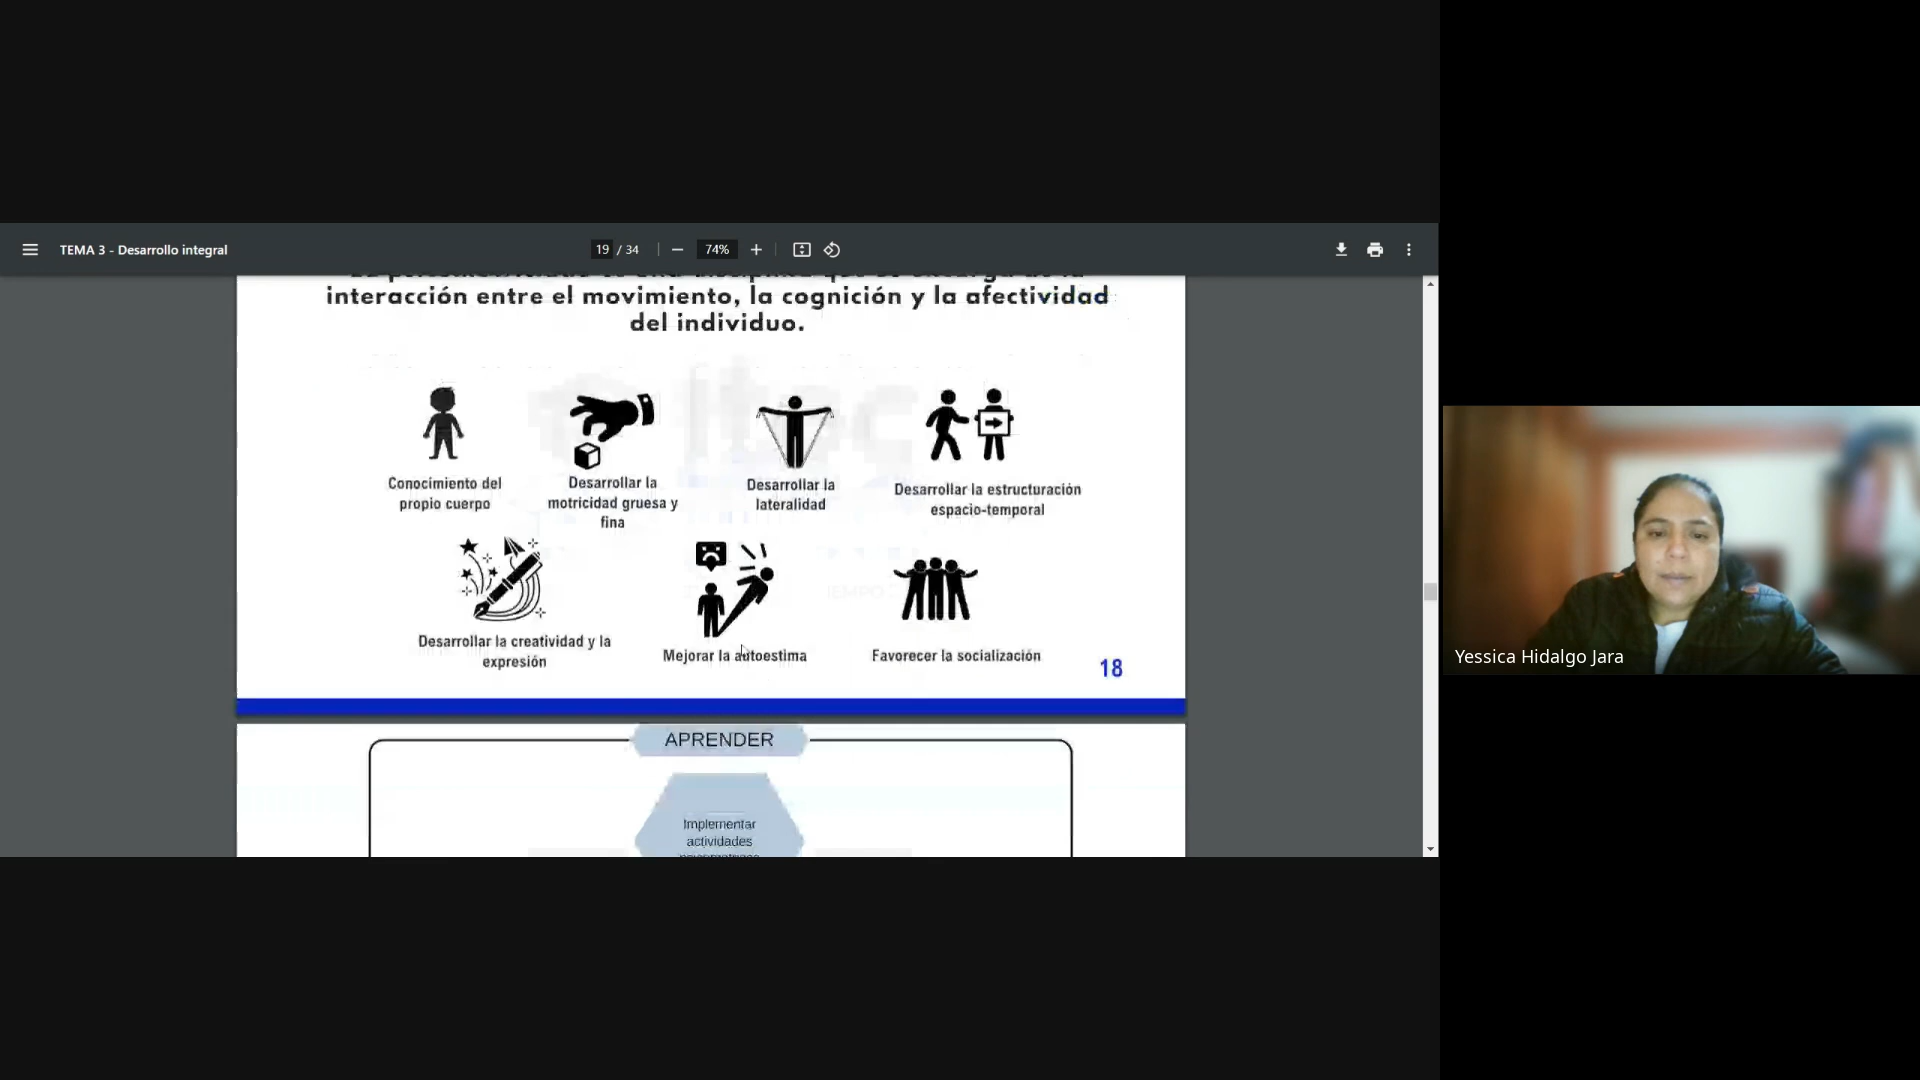 TEMA 3 - Desarrollo integral
19 / 34
74%
interacción entre el movimiento, la cognición y la afectividad
del individuo.
Conocimiento del
propio cuerpo
Desarrollar la
motricidad gruesa y
fina
Desarrollar la
lateralidad
Desarrollar la estructuración
espacio-temporal
Desarrollar la creatividad y la
expresión
Mejorar la autoestima
Favorecer la socialización
18
APRENDER
Implementar
actividades
Yessica Hidalgo Jara